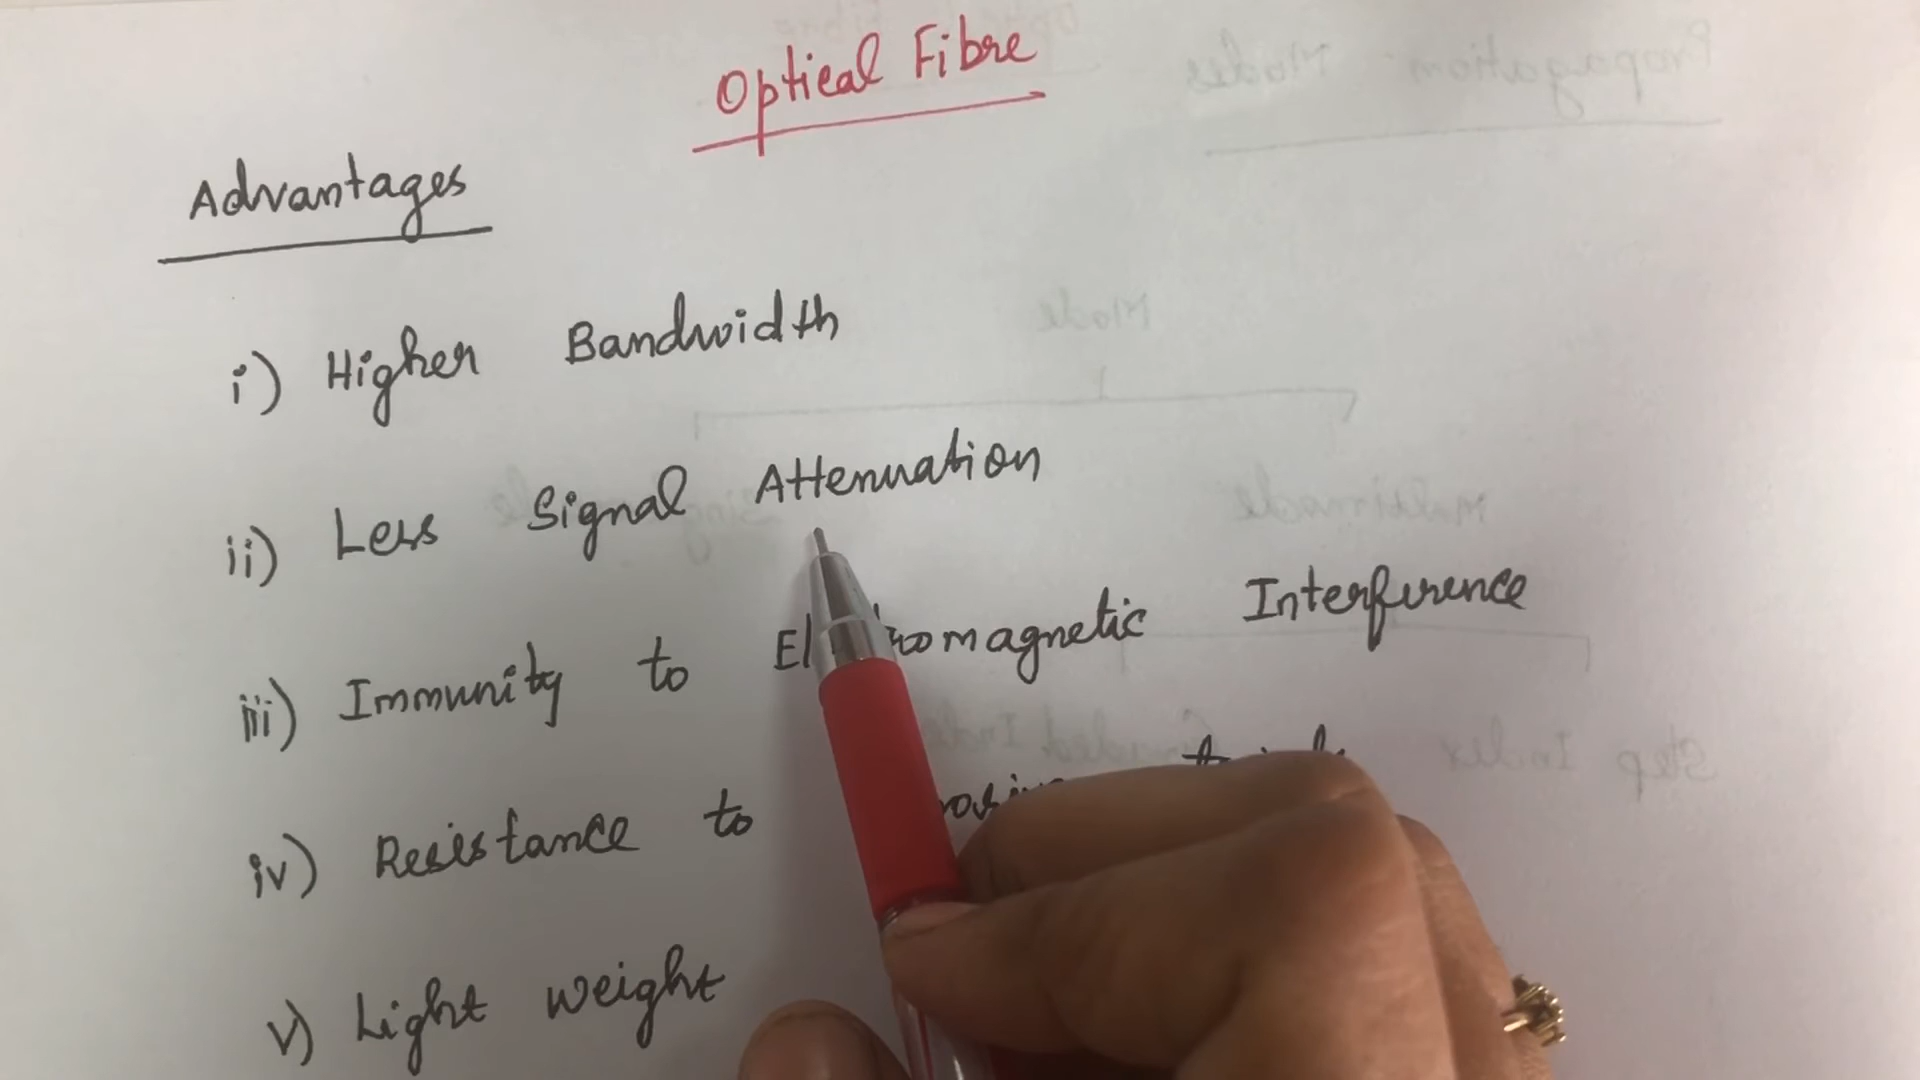 Optical Fibre
Advantages
i) Higher Bandwidth
ii) Less Signal Attenuation
iii) Immunity to Electromagnetic Interference
iv) Resistance to
v) Light weight